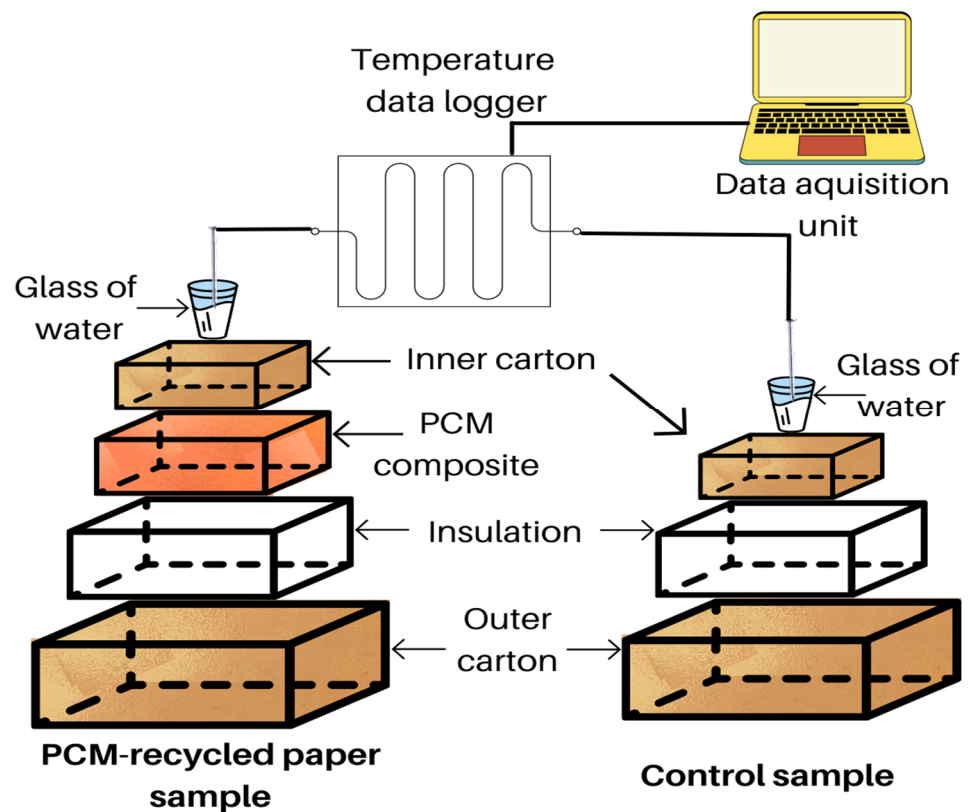 Temperature
data logger
Data aquisition
unit
Glass of
water
Inner carton
Glass of
water
PCM
composite
Insulation
Outer
carton
PCM-recycled paper
sample
Control sample